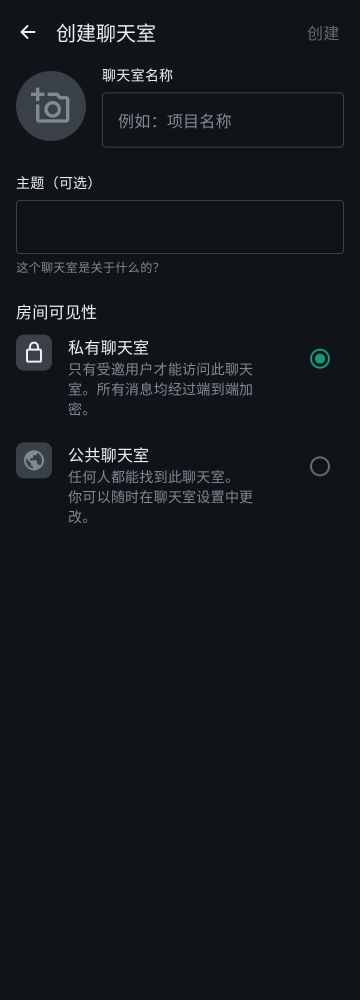 创建聊天室
创建
聊天室名称
例如：项目名称
主题（可选）
这个聊天室是关于什么的？
房间可见性
私有聊天室
只有受邀用户才能访问此聊天
室。所有消息均经过端到端加
密。
公共聊天室
任何人都能找到此聊天室。
你可以随时在聊天室设置中更
改。